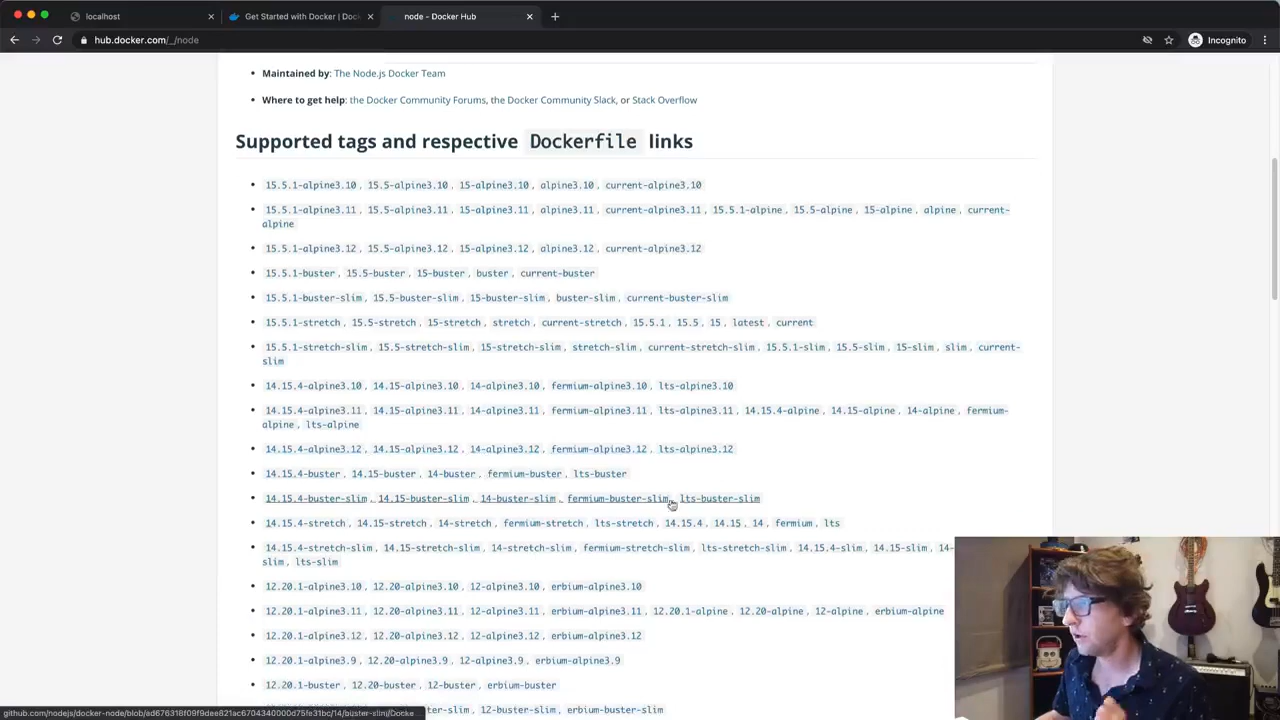 localhost
Get Started with Docker | Doc
node - Docker Hub
hub.docker.com/_/node
Incognito
Maintained by: The Node.js Docker Team
Where to get help: the Docker Community Forums, the Docker Community Slack, or Stack Overflow
Supported tags and respective Dockerfile links
15.5.1-alpine3.10, 15.5-alpine3.10, 15-alpine3.10, alpine3.10, current-alpine3.10
15.5.1-alpine3.11, 15.5-alpine3.11, 15-alpine3.11, alpine3.11, current-alpine3.11, 15.5.1-alpine, 15.5-alpine, 15-alpine, alpine, current-
alpine
15.5.1-alpine3.12, 15.5-alpine3.12, 15-alpine3.12, alpine3.12, current-alpine3.12
15.5.1-buster, 15.5-buster, 15-buster, buster, current-buster
15.5.1-buster-slim, 15.5-buster-slim, 15-buster-slim, buster-slim, current-buster-slim
15.5.1-stretch, 15.5-stretch, 15-stretch, stretch, current-stretch, 15.5.1, 15.5, 15, latest, current
15.5.1-stretch-slim, 15.5-stretch-slim, 15-stretch-slim, stretch-slim, current-stretch-slim, 15.5.1-slim, 15.5-slim, 15-slim, slim, current-
slim
14.15.4-alpine3.10, 14.15-alpine3.10, 14-alpine3.10, fermium-alpine3.10, lts-alpine3.10
14.15.4-alpine3.11, 14.15-alpine3.11, 14-alpine3.11, fermium-alpine3.11, lts-alpine3.11, 14.15.4-alpine, 14.15-alpine, 14-alpine, fermium-
alpine, lts-alpine
14.15.4-alpine3.12, 14.15-alpine3.12, 14-alpine3.12, fermium-alpine3.12, lts-alpine3.12
14.15.4-buster, 14.15-buster, 14-buster, fermium-buster, lts-buster
14.15.4-buster-slim, 14.15-buster-slim, 14-buster-slim, fermium-buster-slim, lts-buster-slim
14.15.4-stretch, 14.15-stretch, 14-stretch, fermium-stretch, lts-stretch, 14.15.4, 14.15, 14, fermium, lts
14.15.4-stretch-slim, 14.15-stretch-slim, 14-stretch-slim, fermium-stretch-slim, lts-stretch-slim, 14.15.4-slim, 14.15-slim, 14-
slim, lts-slim
12.20.1-alpine3.10, 12.20-alpine3.10, 12-alpine3.10, erbium-alpine3.10
12.20.1-alpine3.11, 12.20-alpine3.11, 12-alpine3.11, erbium-alpine3.11, 12.20.1-alpine, 12.20-alpine, 12-alpine, erbium-alpine
12.20.1-alpine3.12, 12.20-alpine3.12, 12-alpine3.12, erbium-alpine3.12
12.20.1-alpine3.9, 12.20-alpine3.9, 12-alpine3.9, erbium-alpine3.9
12.20.1-buster, 12.20-buster, 12-buster, erbium-buster
-slim, 12-buster-slim, erbium-buster-slim
github.com/nodejs/docker-node/blob/ad676318f09f9dee621ac6704340000d75fe31bc/14/buster-slim/Docke